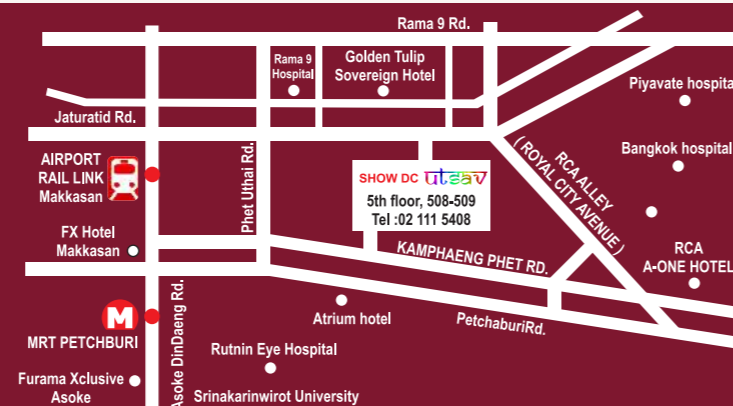 Rama 9 Rd.
Rama 9
Hospital
Golden Tulip
Sovereign Hotel
Piyavate hospita
Jaturatid Rd.
AIRPORT
RAIL LINK
Makkasan
Phet Uthai Rd.
SHOW DC utsav
5th floor, 508-509
Tel :02 111 5408
RCA ALLEY
( ROYAL CITY AVENUE )
Bangkok hospital
FX Hotel
Makkasan
KAMPHAENG PHET RD.
RCA
A-ONE HOTEL
M
MRT PETCHBURI
Asoke DinDaeng Rd.
Atrium hotel
PetchaburiRd.
Rutnin Eye Hospital
Furama Xclusive
Asoke
Srinakarinwirot University